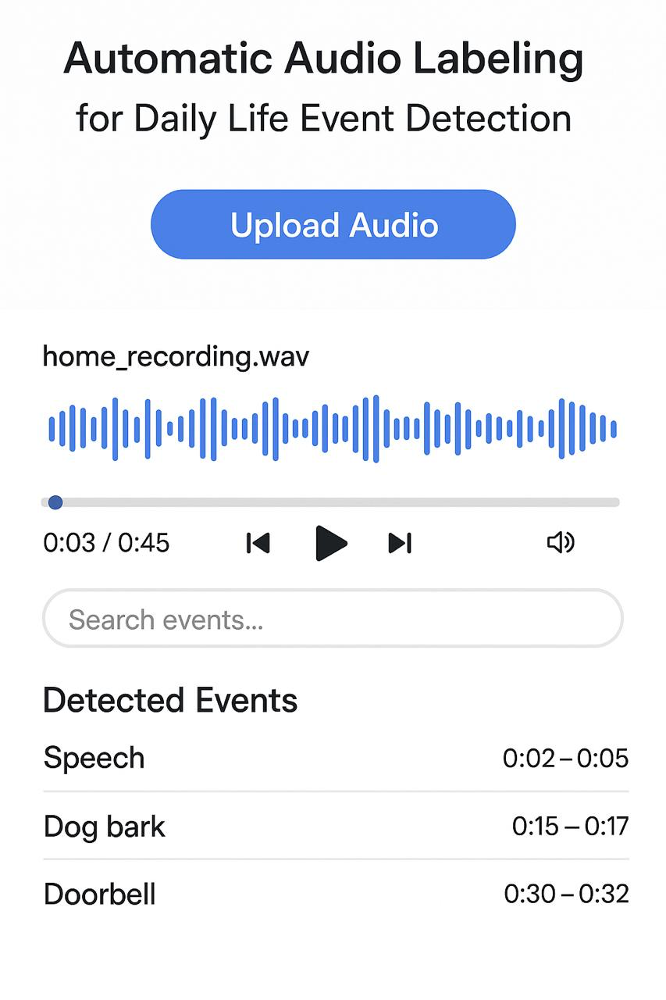 Automatic Audio Labeling
for Daily Life Event Detection
Upload Audio
home_recording.wav
0:03 / 0:45
Search events...
Detected Events
Speech 0:02 – 0:05
Dog bark 0:15 – 0:17
Doorbell 0:30 – 0:32